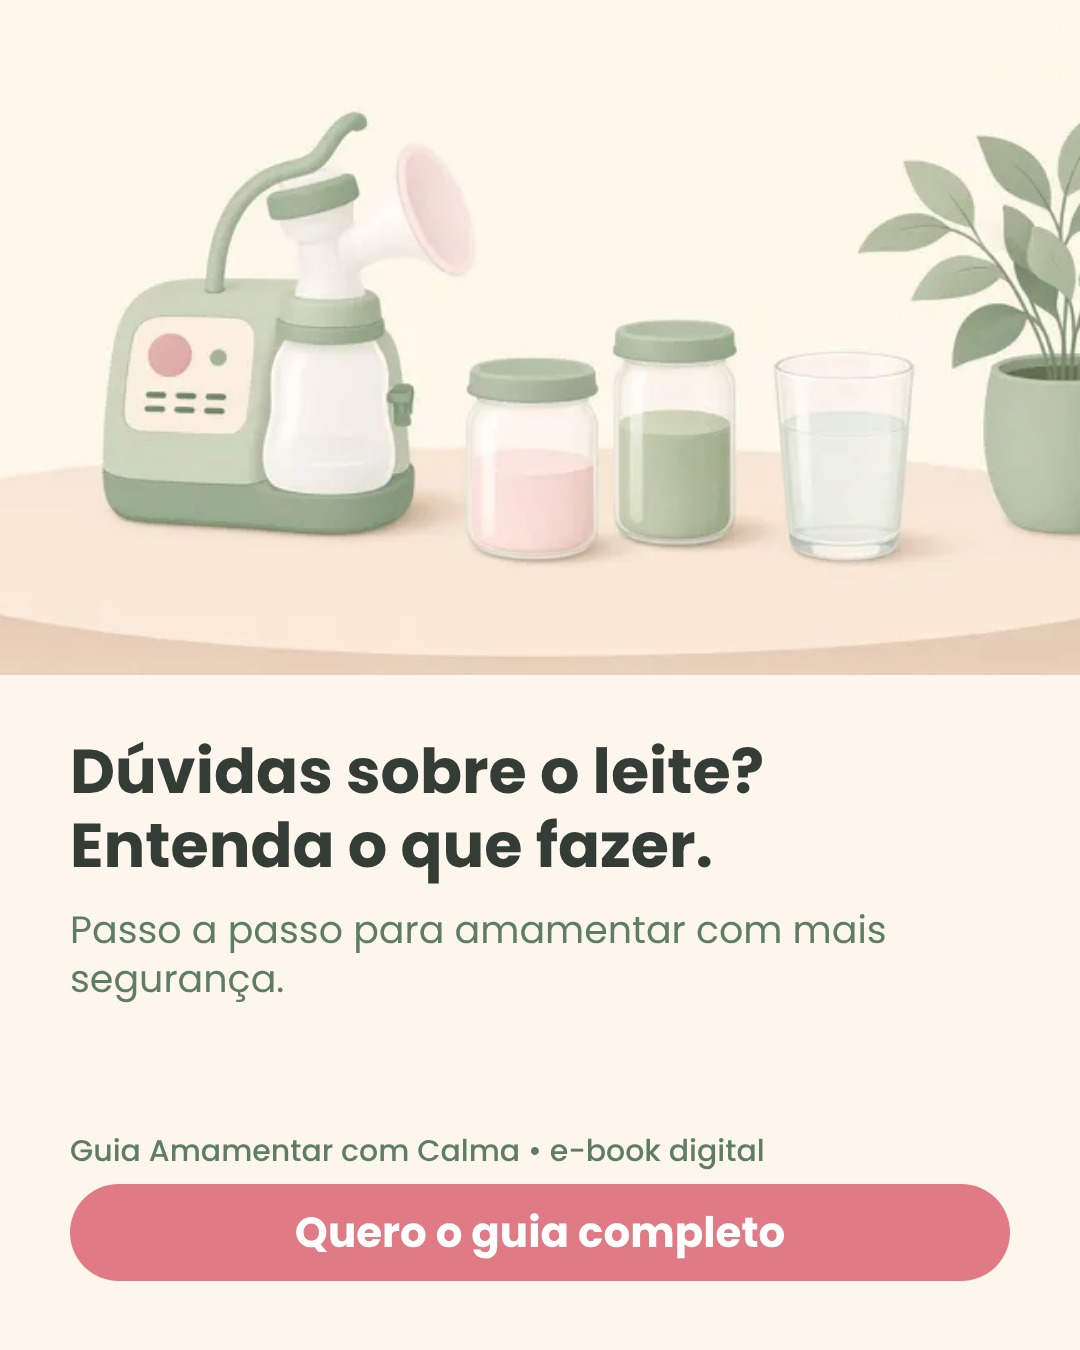 Dúvidas sobre o leite?
Entenda o que fazer.
Passo a passo para amamentar com mais
segurança.
Guia Amamentar com Calma • e-book digital
Quero o guia completo